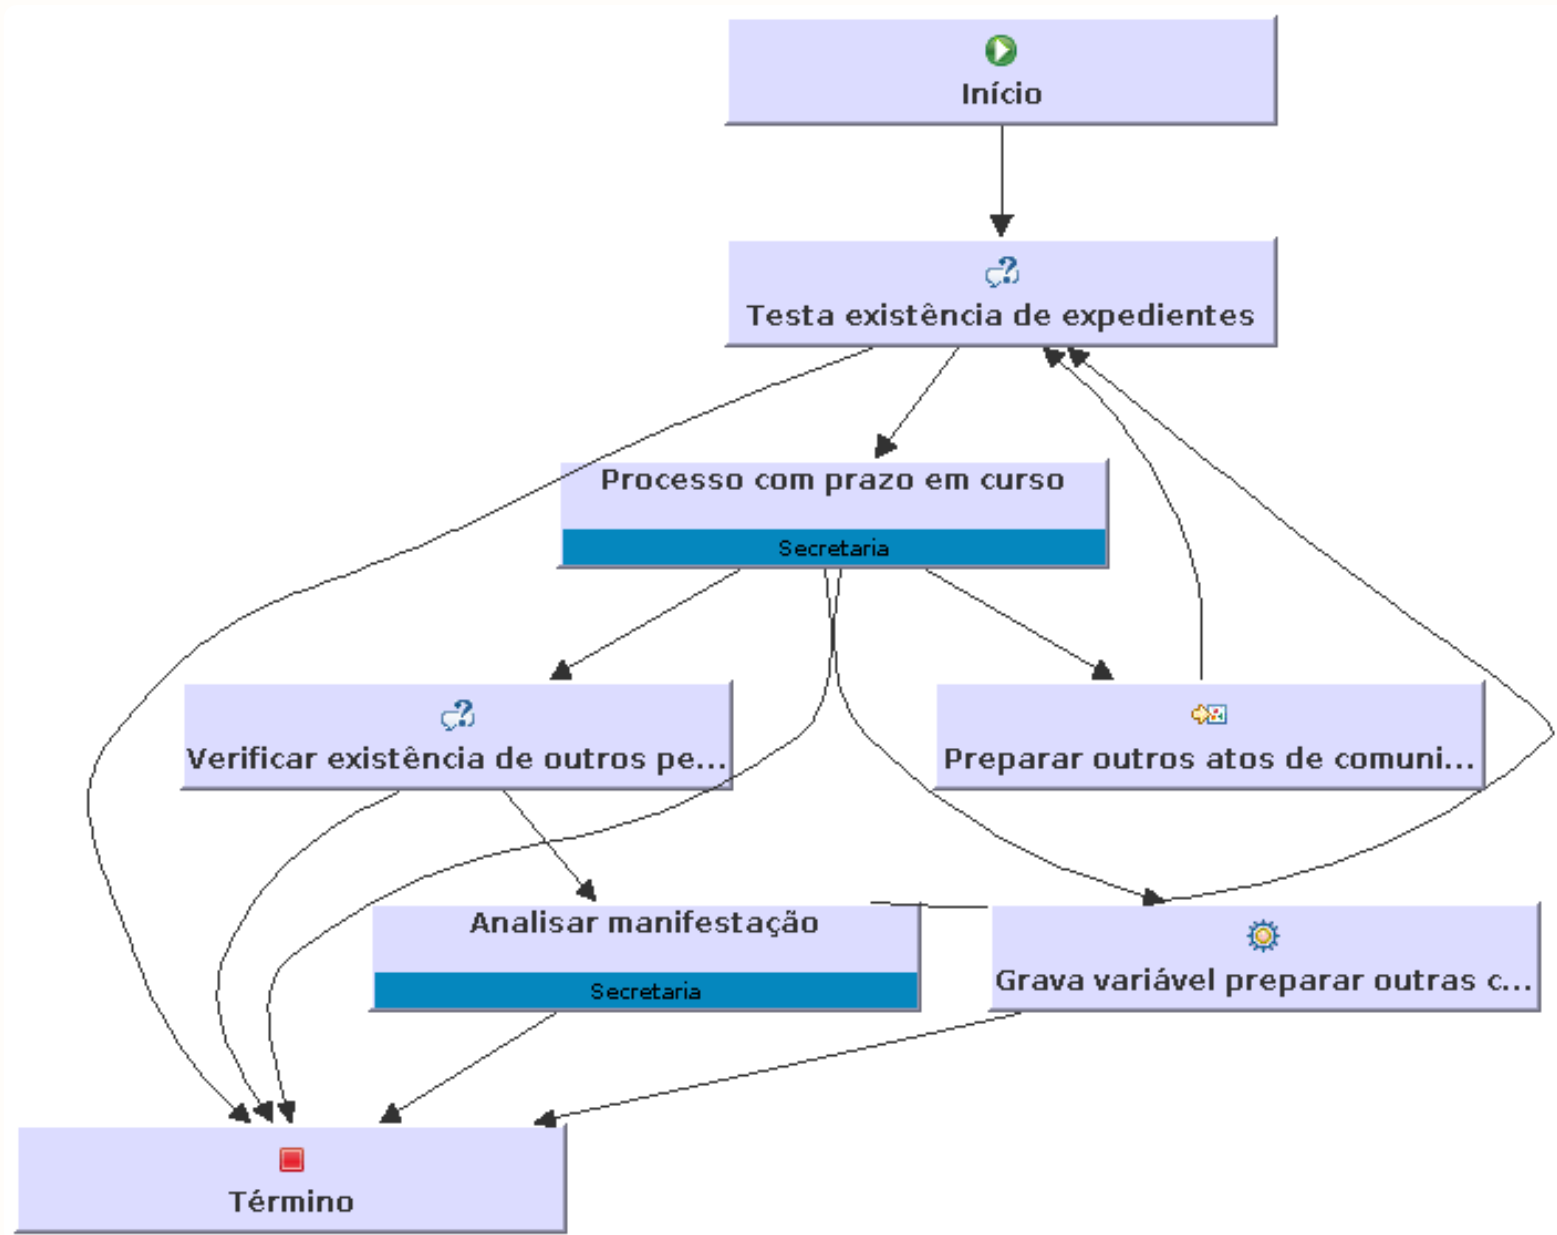 Início
Testa existência de expedientes
Processo com prazo em curso
Secretaria
Verificar existência de outros pe...
Preparar outros atos de comuni...
Analisar manifestação
Secretaria
Grava variável preparar outras c...
Término